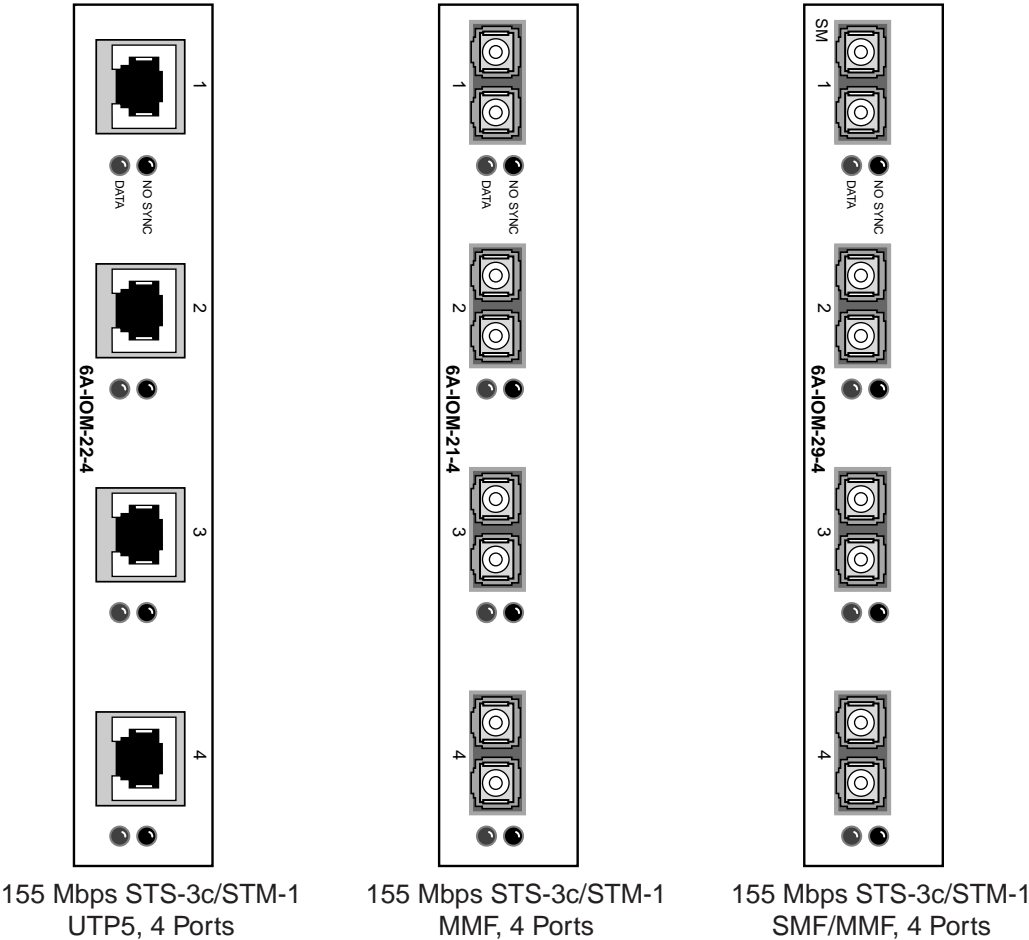 1
DATA
NO SYNC
2
6A-IOM-22-4
3
4
155 Mbps STS-3c/STM-1
UTP5, 4 Ports
1
DATA
NO SYNC
2
6A-IOM-21-4
3
4
155 Mbps STS-3c/STM-1
MMF, 4 Ports
SM
1
DATA
NO SYNC
2
6A-IOM-29-4
3
4
155 Mbps STS-3c/STM-1
SMF/MMF, 4 Ports